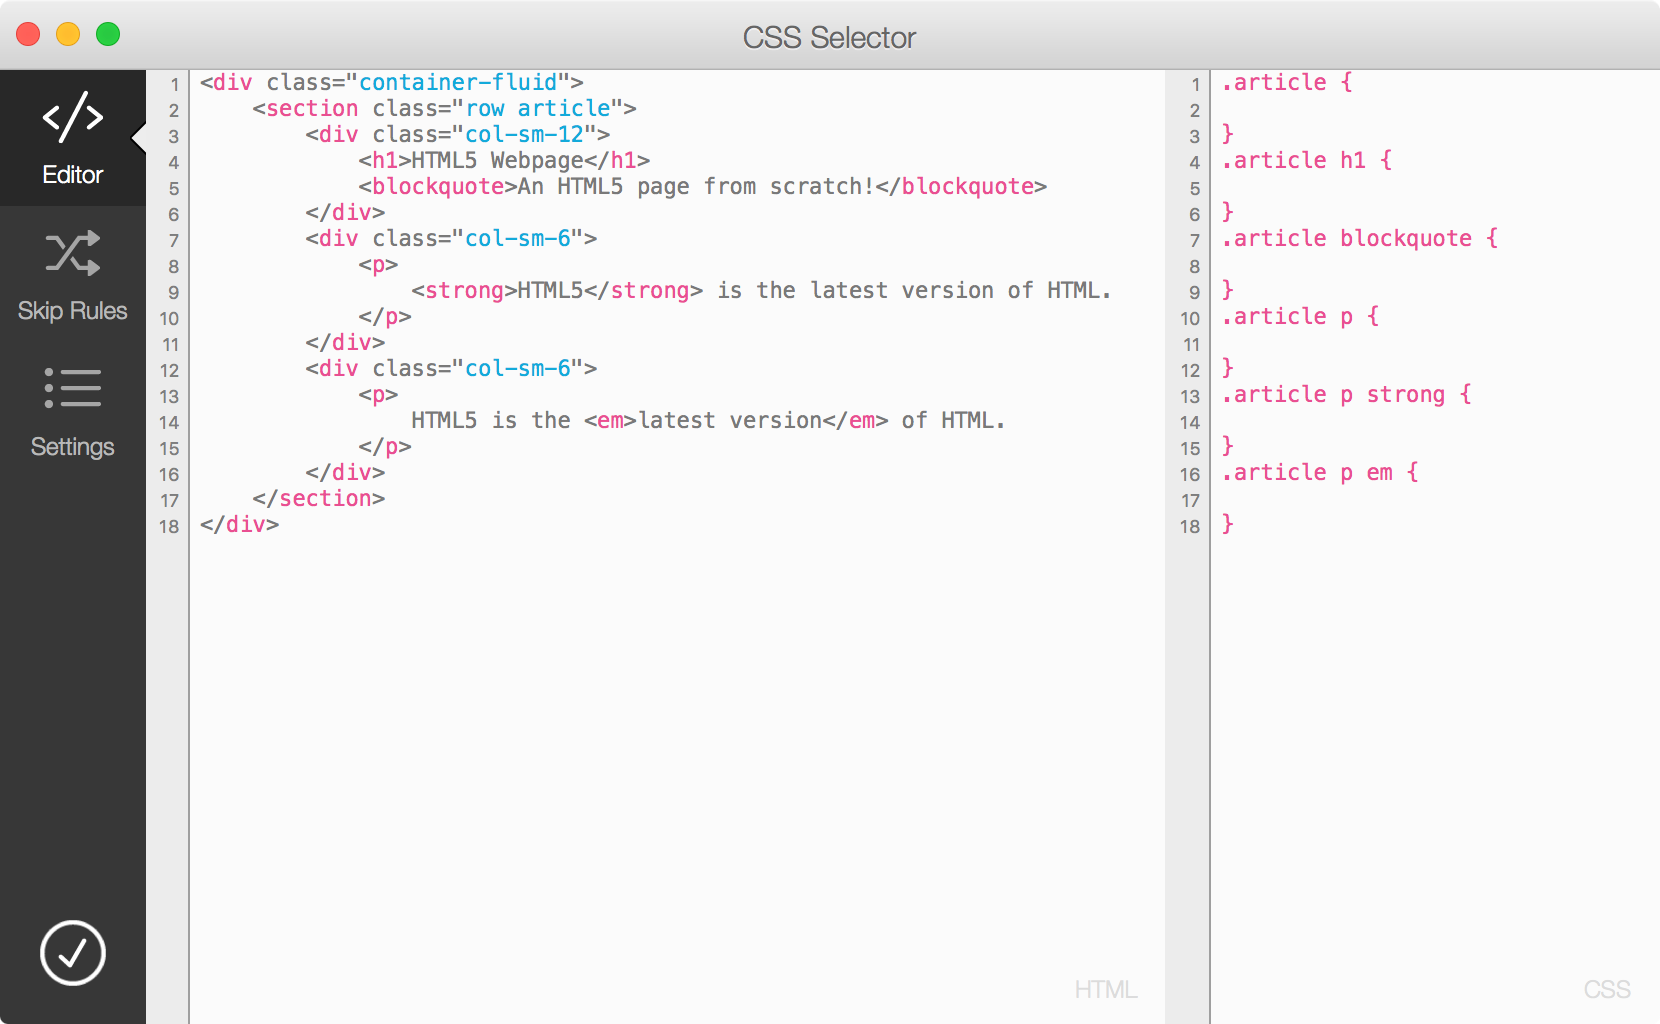 CSS Selector
Editor
Skip Rules
Settings
1 <div class="container-fluid">
2     <section class="row article">
3         <div class="col-sm-12">
4             <h1>HTML5 Webpage</h1>
5             <blockquote>An HTML5 page from scratch!</blockquote>
6         </div>
7         <div class="col-sm-6">
8             <p>
9                 <strong>HTML5</strong> is the latest version of HTML.
10             </p>
11         </div>
12         <div class="col-sm-6">
13             <p>
14                 HTML5 is the <em>latest version</em> of HTML.
15             </p>
16         </div>
17     </section>
18 </div>
HTML
1 .article {
2
3 }
4 .article h1 {
5
6 }
7 .article blockquote {
8
9 }
10 .article p {
11
12 }
13 .article p strong {
14
15 }
16 .article p em {
17
18 }
CSS